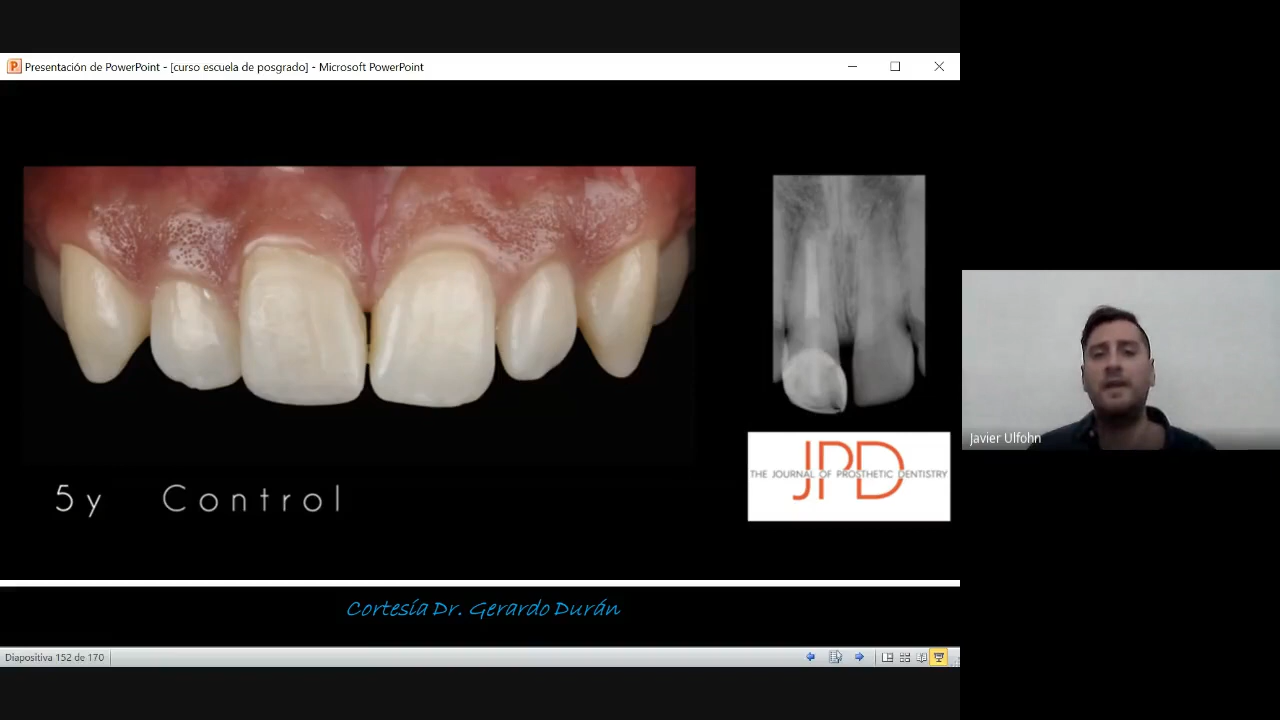 Presentación de PowerPoint - [curso escuela de posgrado] - Microsoft PowerPoint
5y Control
JPD
THE JOURNAL OF PROSTHETIC DENTISTRY
Javier Ulfohn
Cortesía Dr. Gerardo Durán
Diapositiva 152 de 170